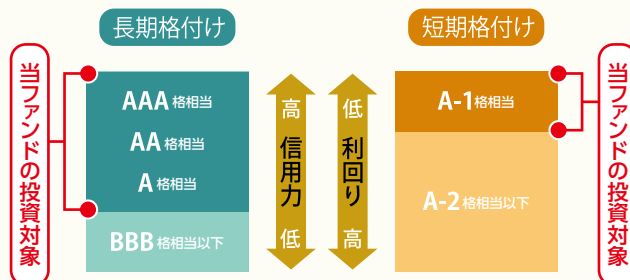 長期格付け
短期格付け
当ファンドの投資対象
AAA格相当
AA格相当
A格相当
BBB格相当以下
高
信用力
低
低
利回り
高
A-1格相当
A-2格相当以下
当ファンドの投資対象